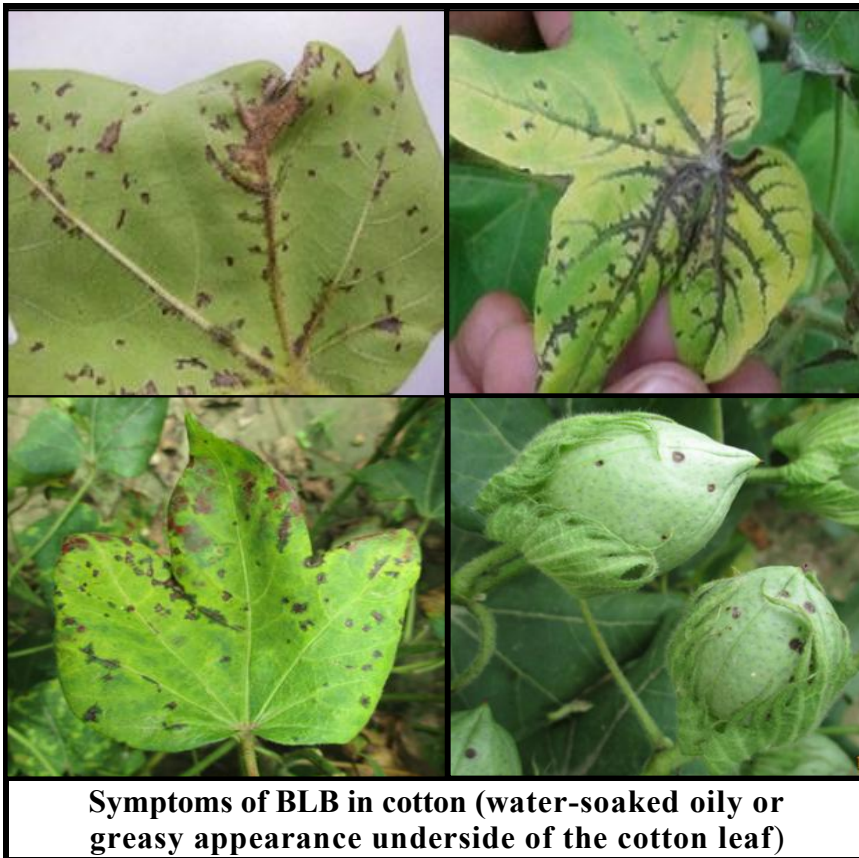 Symptoms of BLB in cotton (water-soaked oily or
greasy appearance underside of the cotton leaf)